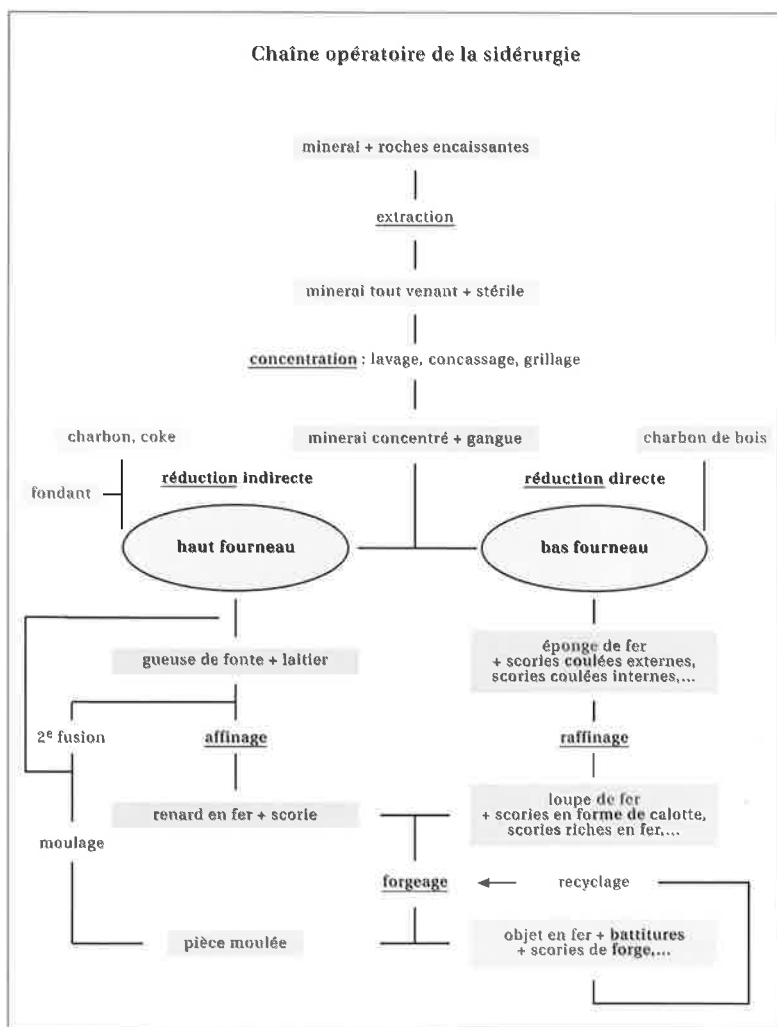 Chaîne opératoire de la sidérurgie
minerai + roches encaissantes
extraction
minerai tout venant + stérile
concentration : lavage, concassage, grillage
charbon, coke
minerai concentré + gangue
charbon de bois
fondant
réduction indirecte
réduction directe
haut fourneau
bas fourneau
gueuse de fonte + laitier
éponge de fer
+ scories coulées externes,
scories coulées internes,...
2e fusion
affinage
raffinage
renard en fer + scorie
loupe de fer
+ scories en forme de calotte,
scories riches en fer,...
moulage
forgeage
recyclage
pièce moulée
objet en fer + battitures
+ scories de forge,...